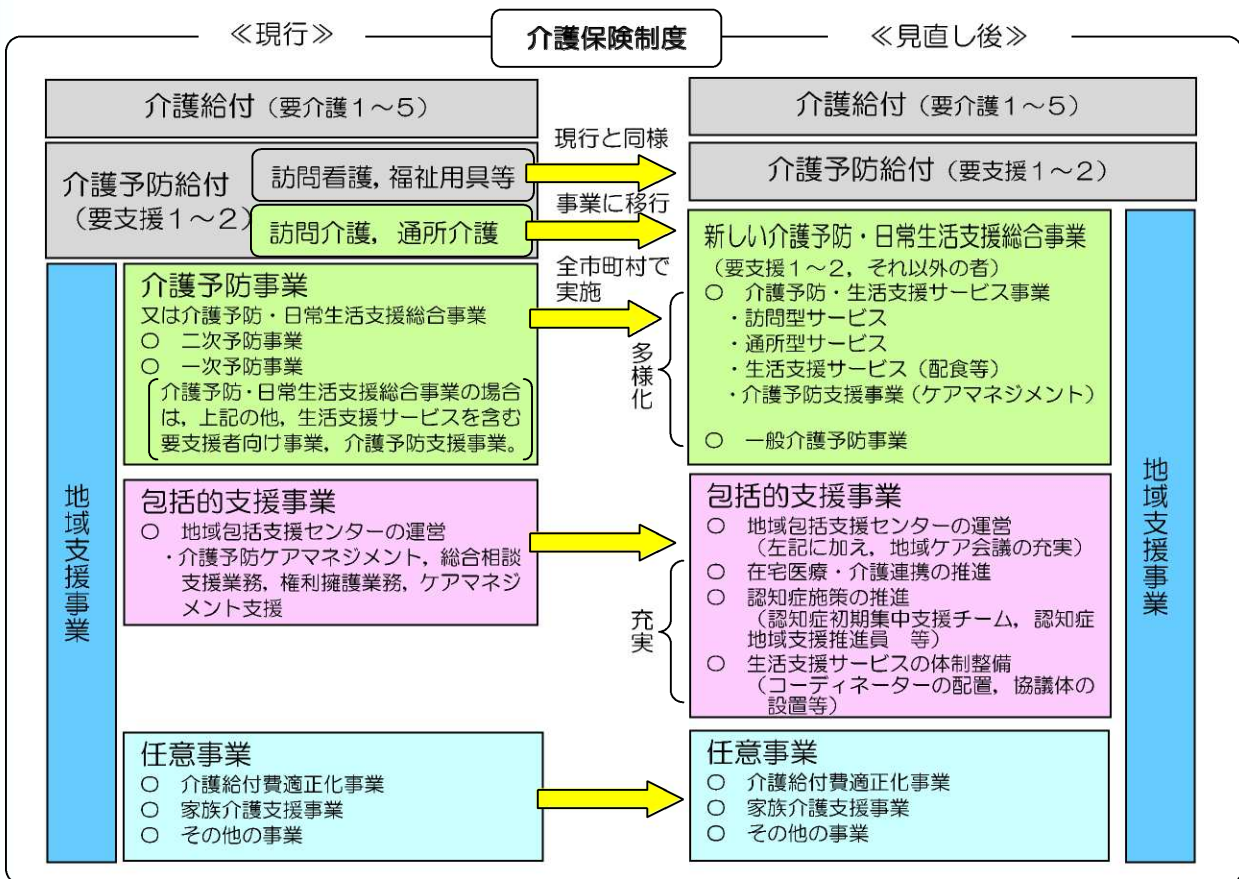 ≪現行≫
介護保険制度
≪見直し後≫
介護給付（要介護１～５）
介護予防給付
（要支援１～２）
訪問看護，福祉用具等
訪問介護，通所介護
地域支援事業
介護予防事業
又は介護予防・日常生活支援総合事業
○ 二次予防事業
○ 一次予防事業
介護予防・日常生活支援総合事業の場合
は，上記の他，生活支援サービスを含む
要支援者向け事業，介護予防支援事業。
包括的支援事業
○ 地域包括支援センターの運営
・介護予防ケアマネジメント，総合相談
支援業務，権利擁護業務，ケアマネジ
メント支援
任意事業
○ 介護給付費適正化事業
○ 家族介護支援事業
○ その他の事業
現行と同様
事業に移行
全市町村で
実施
多様化
充実
介護給付（要介護１～５）
介護予防給付（要支援１～２）
新しい介護予防・日常生活支援総合事業
（要支援１～２，それ以外の者）
○ 介護予防・生活支援サービス事業
・訪問型サービス
・通所型サービス
・生活支援サービス（配食等）
・介護予防支援事業（ケアマネジメント）
○ 一般介護予防事業
包括的支援事業
○ 地域包括支援センターの運営
（左記に加え，地域ケア会議の充実）
○ 在宅医療・介護連携の推進
○ 認知症施策の推進
（認知症初期集中支援チーム，認知症
地域支援推進員 等）
○ 生活支援サービスの体制整備
（コーディネーターの配置，協議体の
設置等）
任意事業
○ 介護給付費適正化事業
○ 家族介護支援事業
○ その他の事業
地域支援事業